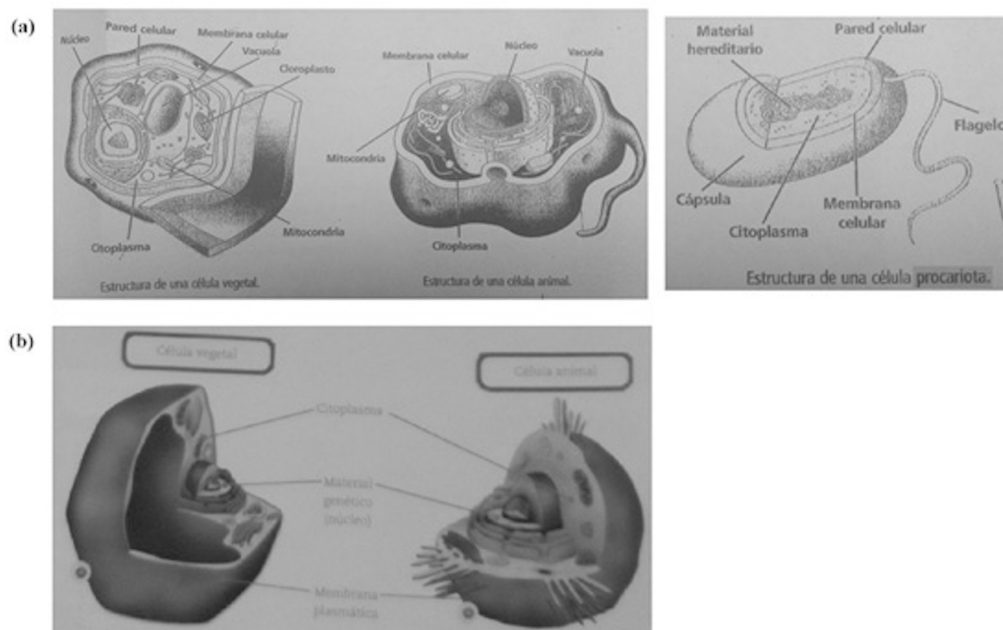 (a)
Núcleo
Pared celular
Membrana celular
Vacuola
Cloroplasto
Citoplasma
Mitocondria
Estructura de una célula vegetal.
Membrana celular
Núcleo
Vacuola
Mitocondria
Citoplasma
Estructura de una célula animal.
Material
hereditario
Pared celular
Flagelo
Cápsula
Citoplasma
Membrana
celular
Estructura de una célula procariota.
(b)
Célula vegetal
Célula animal
Citoplasma
Material
genético
(núcleo)
Membrana
plasmática